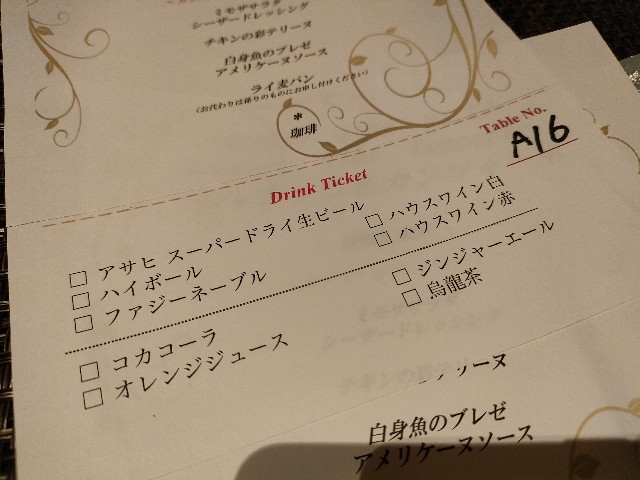 ミモザサラダ
シーザードレッシング
チキンの彩テリーヌ
白身魚のブレゼ
アメリケーヌソース
ライ麦パン
(お代わりは係りのものにお申し付けください)
*
珈琲
Table No.
A16
Drink Ticket
□ アサヒ スーパードライ生ビール
□ ハウスワイン白
□ ハイボール
□ ハウスワイン赤
□ ファジーネーブル
□ コカコーラ
□ ジンジャーエール
□ オレンジジュース
□ 烏龍茶
テリーヌ
白身魚のブレゼ
アメリケーヌソース